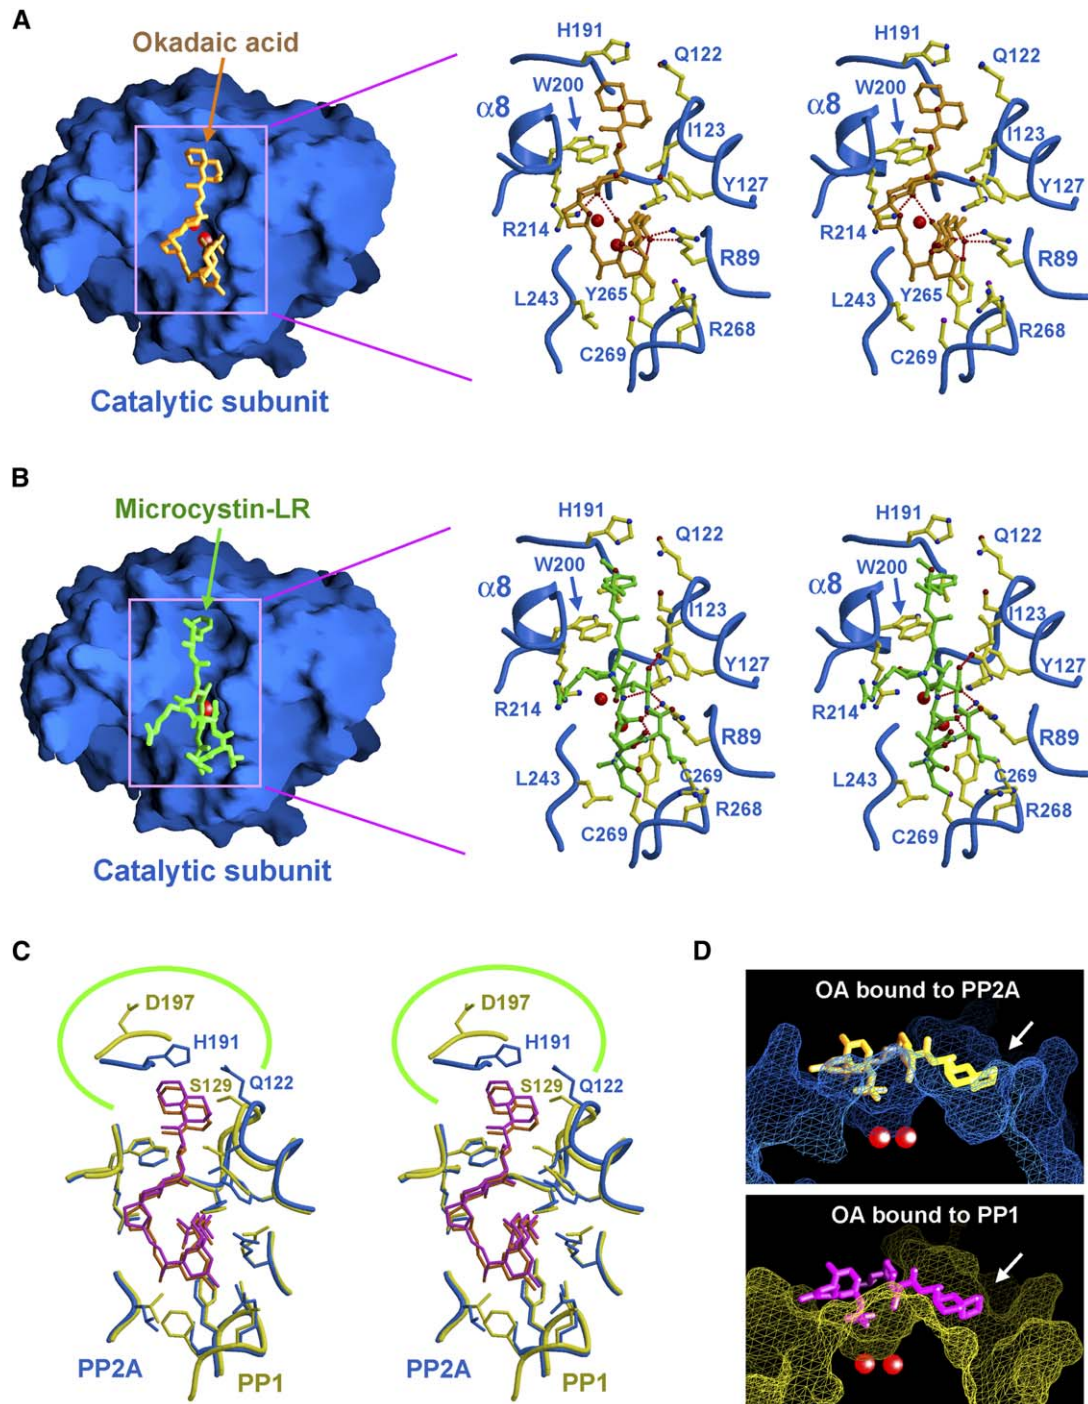 A
Okadaic acid
Catalytic subunit
H191
Q122
W200
α8
I123
Y127
R214
R89
L243
Y265
R268
C269
H191
Q122
W200
α8
I123
Y127
R214
R89
L243
Y265
R268
C269
B
Microcystin-LR
Catalytic subunit
H191
Q122
W200
α8
I123
Y127
R214
R89
L243
C269
R268
C269
H191
Q122
W200
α8
I123
Y127
R214
R89
L243
C269
R268
C269
C
D197
H191
S129
Q122
PP2A
PP1
D197
H191
S129
Q122
PP2A
PP1
D
OA bound to PP2A
OA bound to PP1